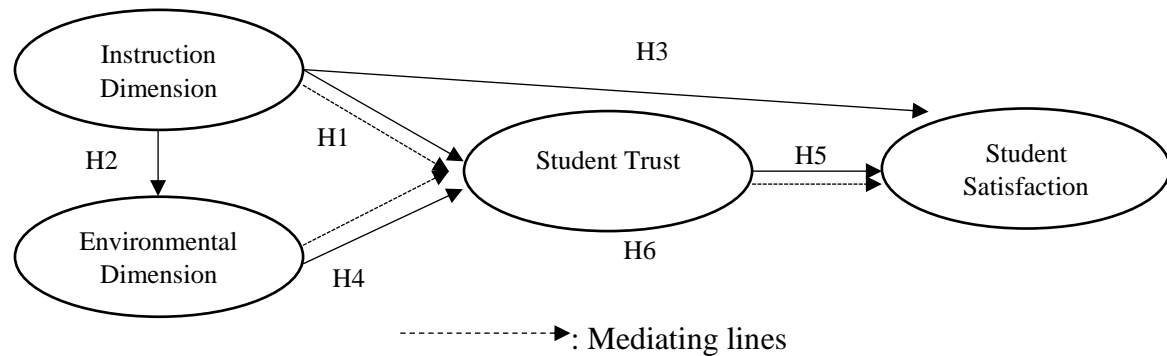 Instruction
Dimension
H3
H1
H2
Student Trust
H5
Student
Satisfaction
Environmental
Dimension
H4
H6
: Mediating lines